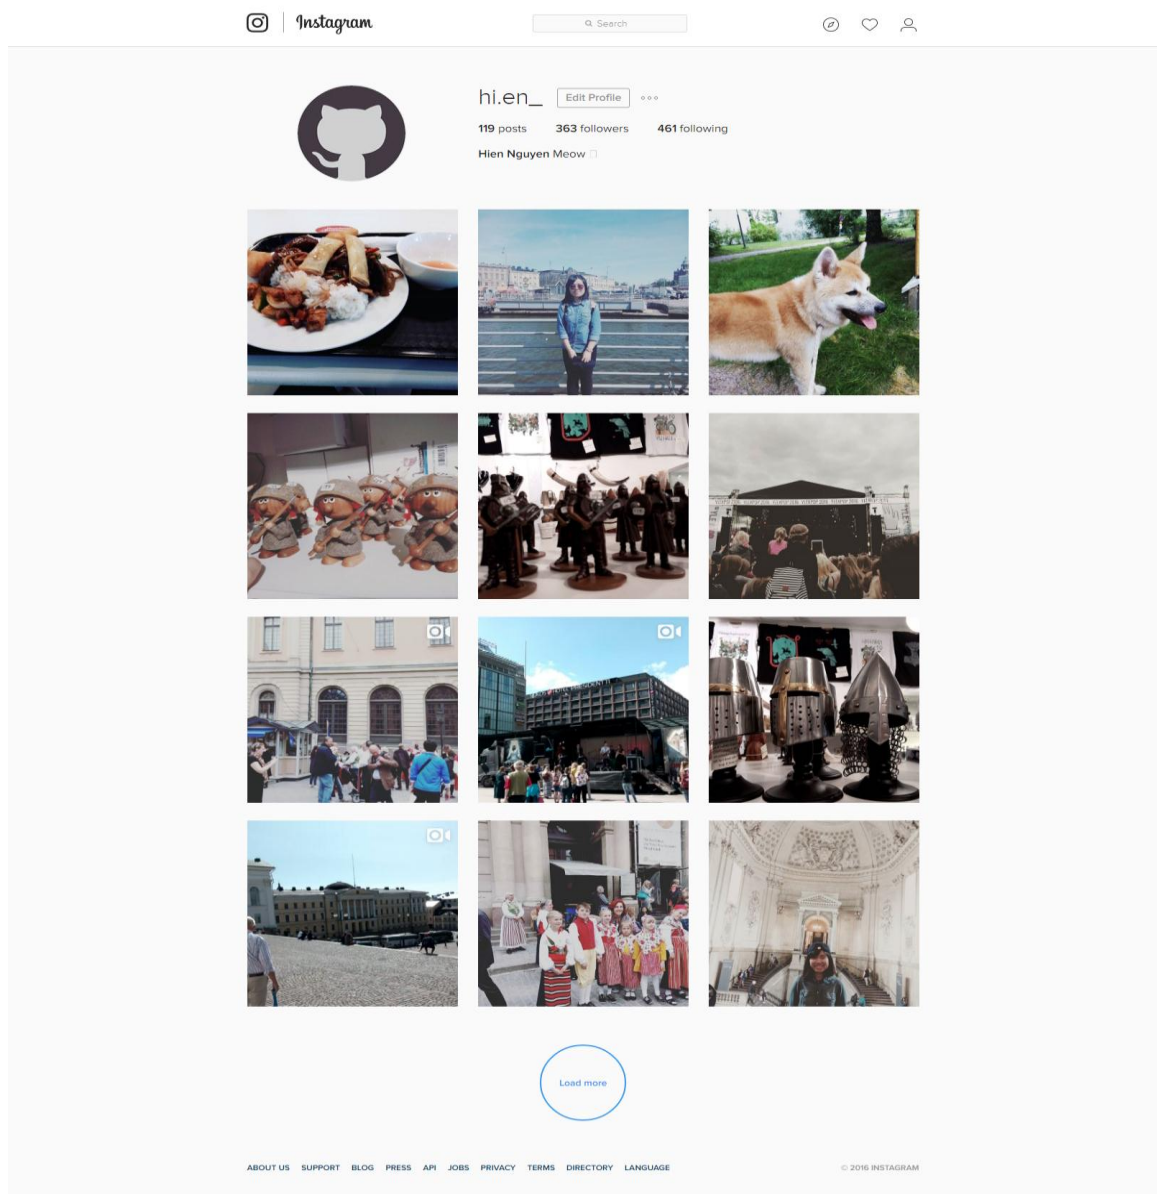 Instagram
Search
hi.en_ Edit Profile
119 posts 363 followers 461 following
Hien Nguyen Meow
Load more
ABOUT US SUPPORT BLOG PRESS API JOBS PRIVACY TERMS DIRECTORY LANGUAGE
© 2016 INSTAGRAM